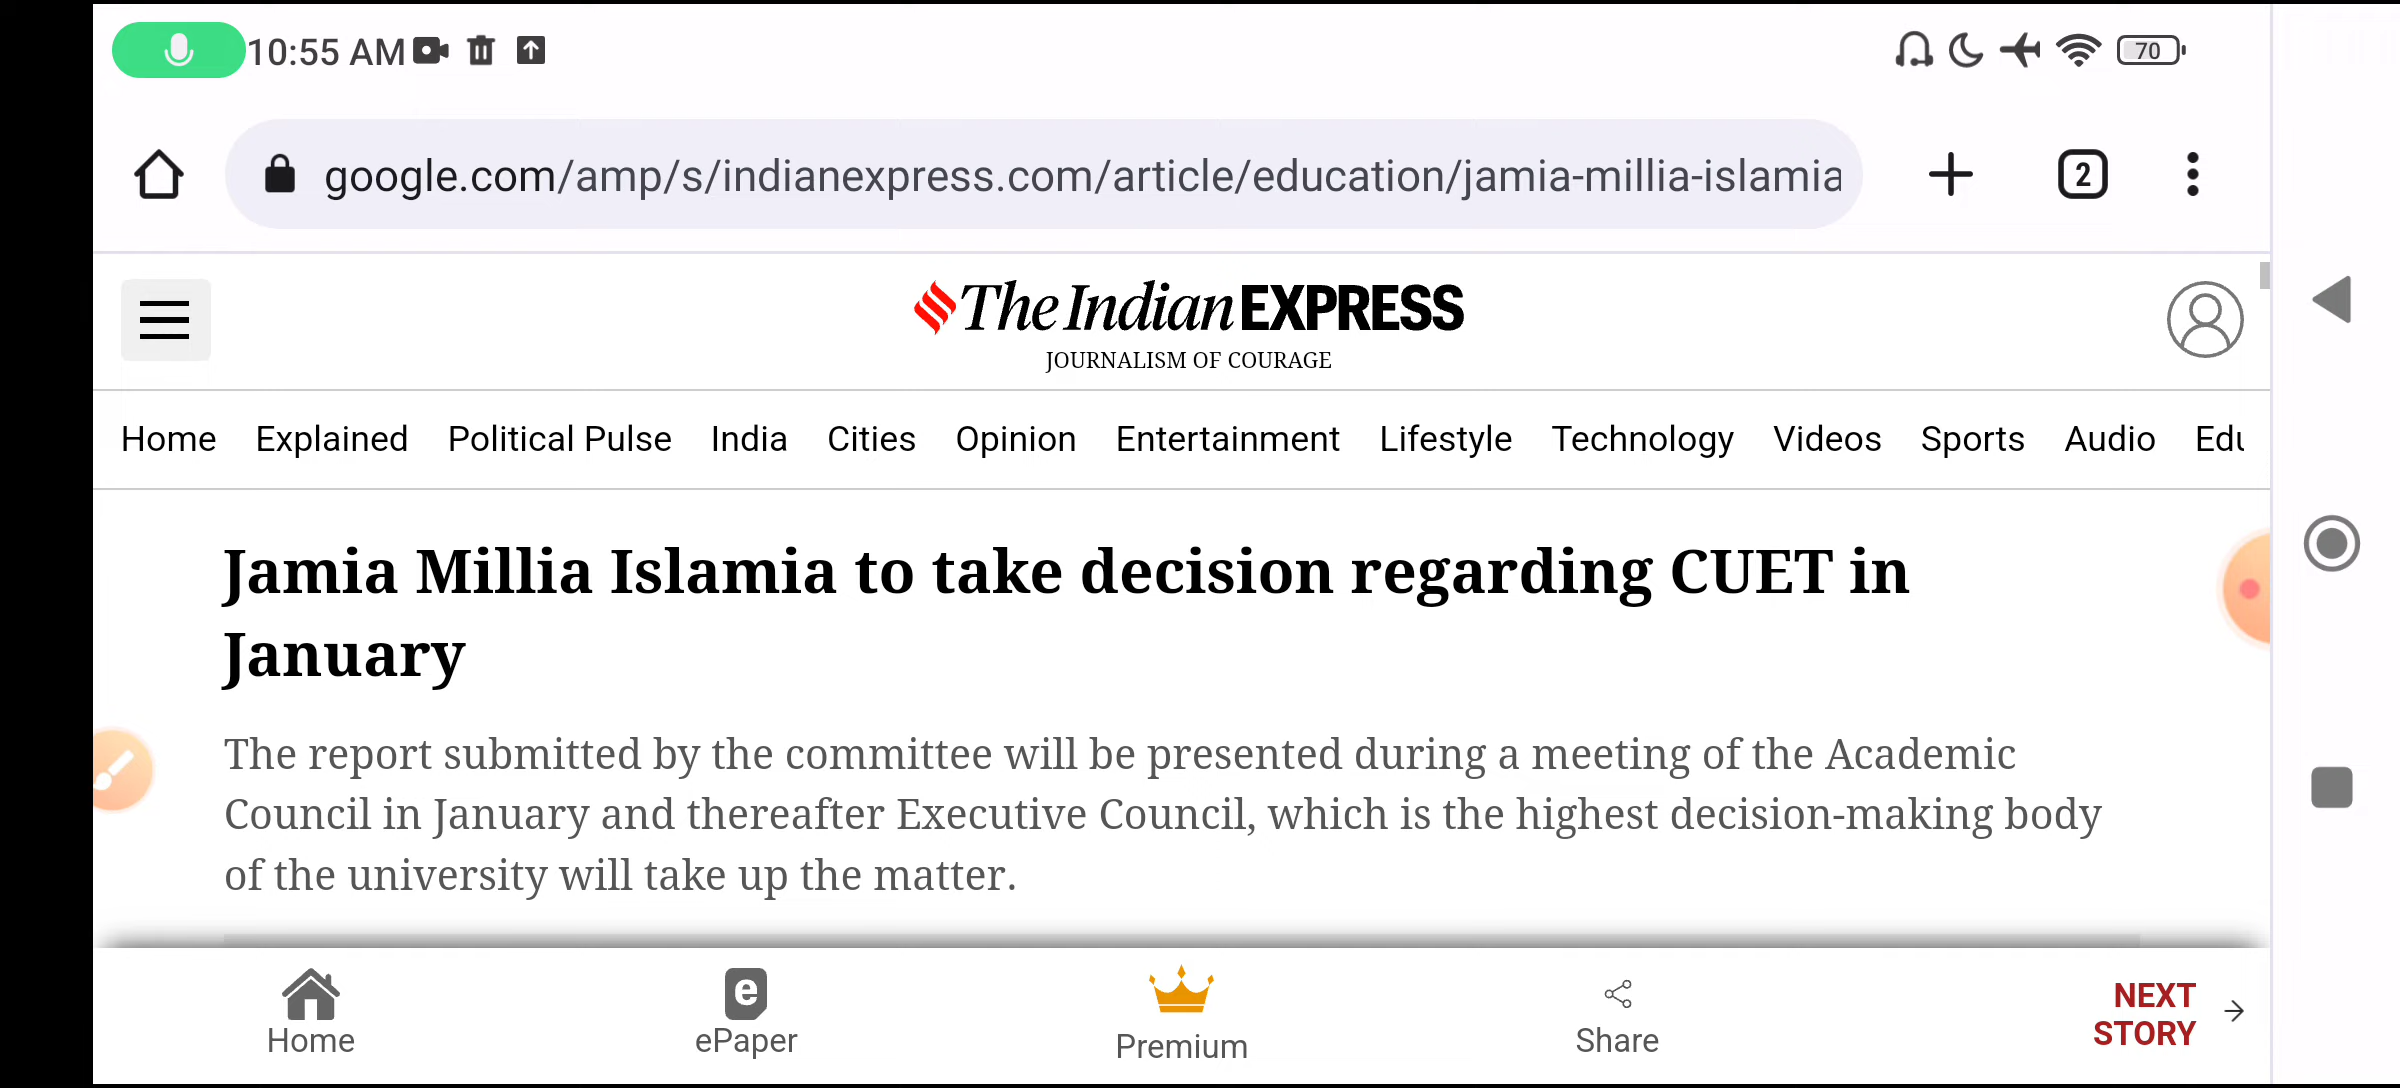 10:55 AM
70
google.com/amp/s/indianexpress.com/article/education/jamia-millia-islamia
2
The Indian EXPRESS
JOURNALISM OF COURAGE
Home Explained Political Pulse India Cities Opinion Entertainment Lifestyle Technology Videos Sports Audio Edu
Jamia Millia Islamia to take decision regarding CUET in
January
The report submitted by the committee will be presented during a meeting of the Academic
Council in January and thereafter Executive Council, which is the highest decision-making body
of the university will take up the matter.
Home
e
ePaper
Premium
Share
NEXT
STORY